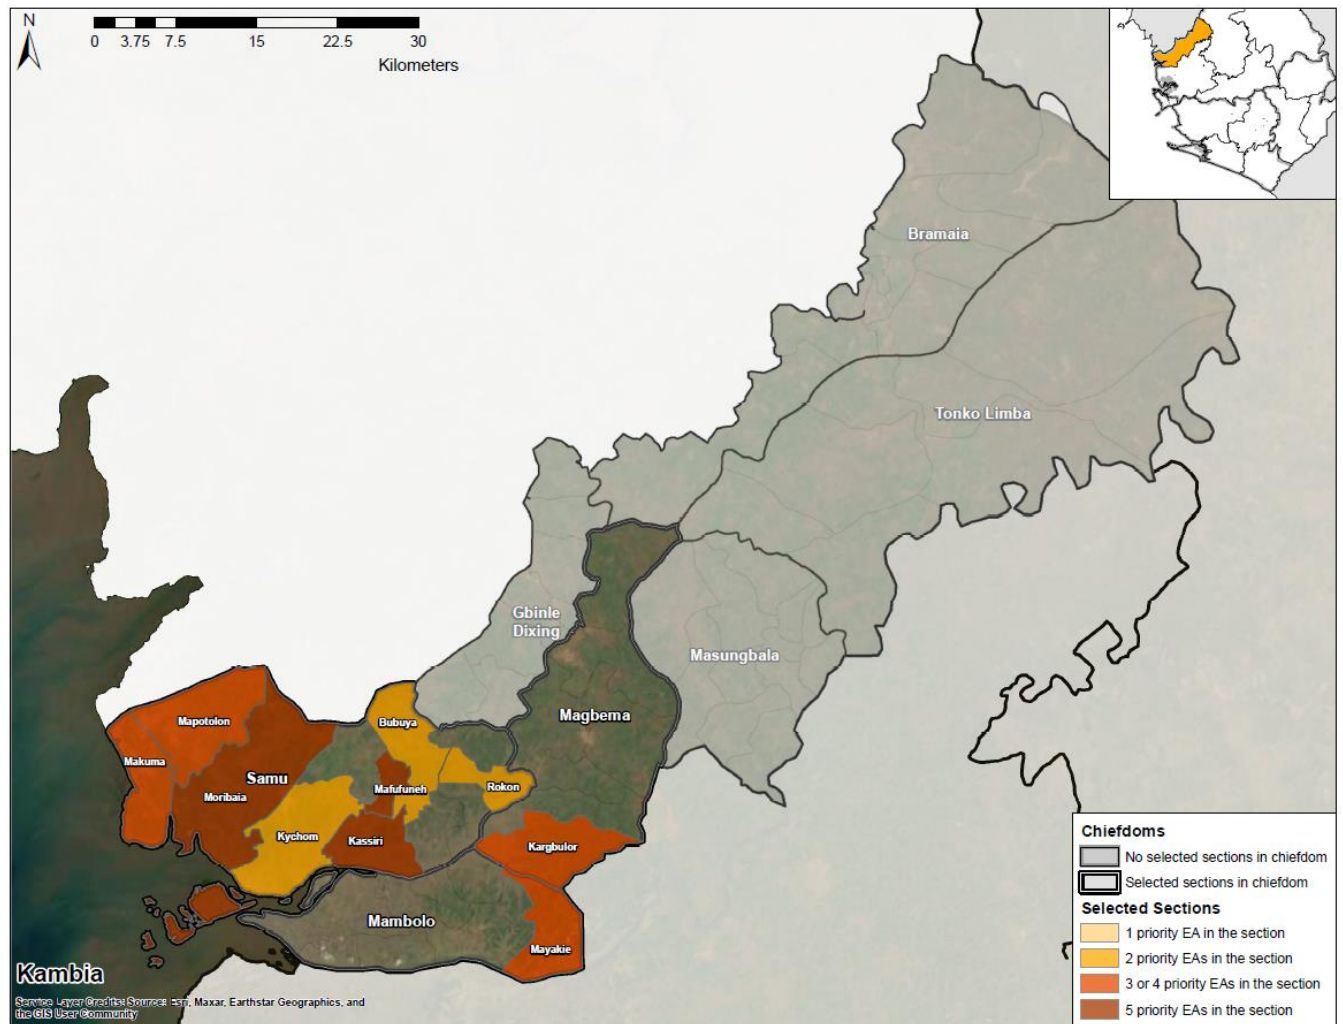 N
0 3.75 7.5 15 22.5 30
Kilometers
Bramaia
Tonko Limba
Gbinle
Dixing
Masungbala
Magbema
Bubuya
Mapotolon
Makuma
Samu
Moribaia
Mafufuneh
Rokon
Kychom
Kassiri
Kargbulor
Mambolo
Mayakie
Kambia
Service Layer Credits: Source: Esri, Maxar, Earthstar Geographics, and
the GIS User Community
Chiefdoms
No selected sections in chiefdom
Selected sections in chiefdom
Selected Sections
1 priority EA in the section
2 priority EAs in the section
3 or 4 priority EAs in the section
5 priority EAs in the section